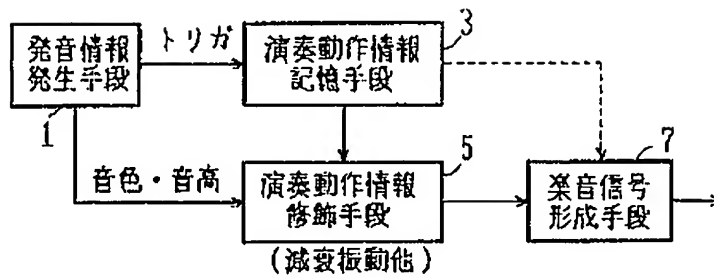 発音情報
発生手段
1
トリガ
演奏動作情報
記憶手段
3
音色・音高
演奏動作情報
修飾手段
5
(減衰振動他)
楽音信号
形成手段
7